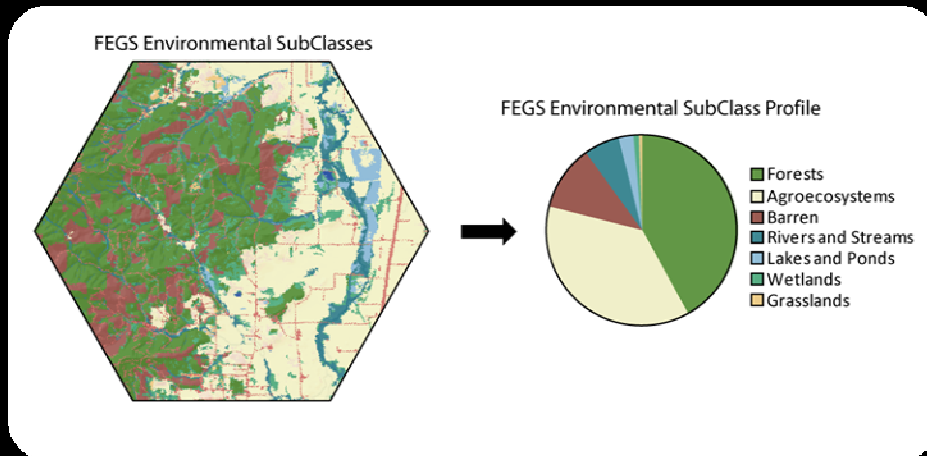 FEGS Environmental SubClasses
FEGS Environmental SubClass Profile
Forests
Agroecosystems
Barren
Rivers and Streams
Lakes and Ponds
Wetlands
Grasslands